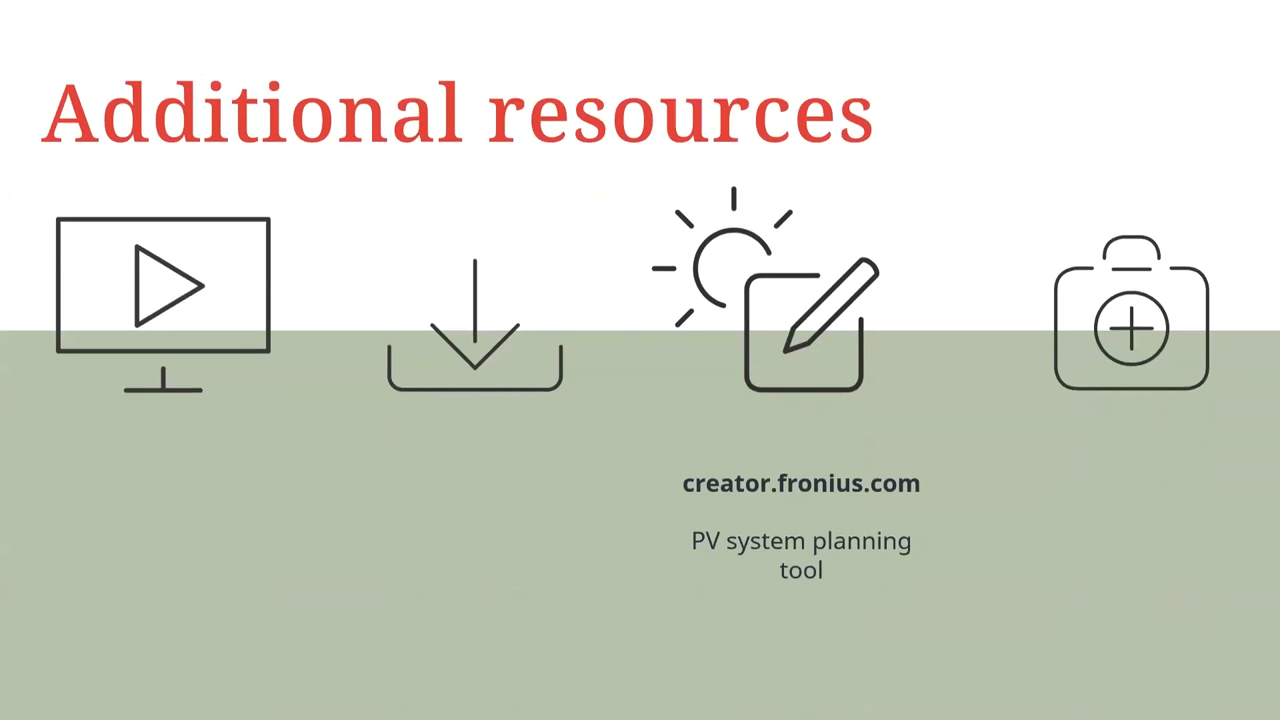 Additional resources
creator.fronius.com
PV system planning
tool